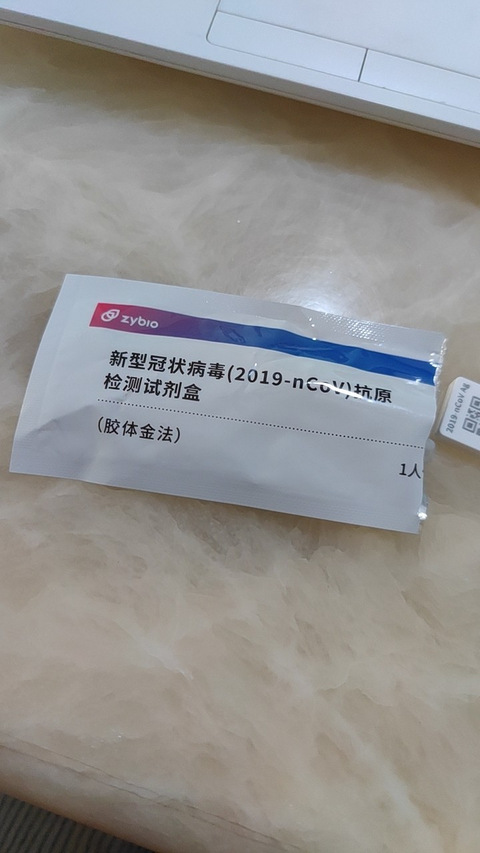 zybio
新型冠状病毒(2019-nCoV)抗原
检测试剂盒
(胶体金法)
1人
2019-nCoV Ag